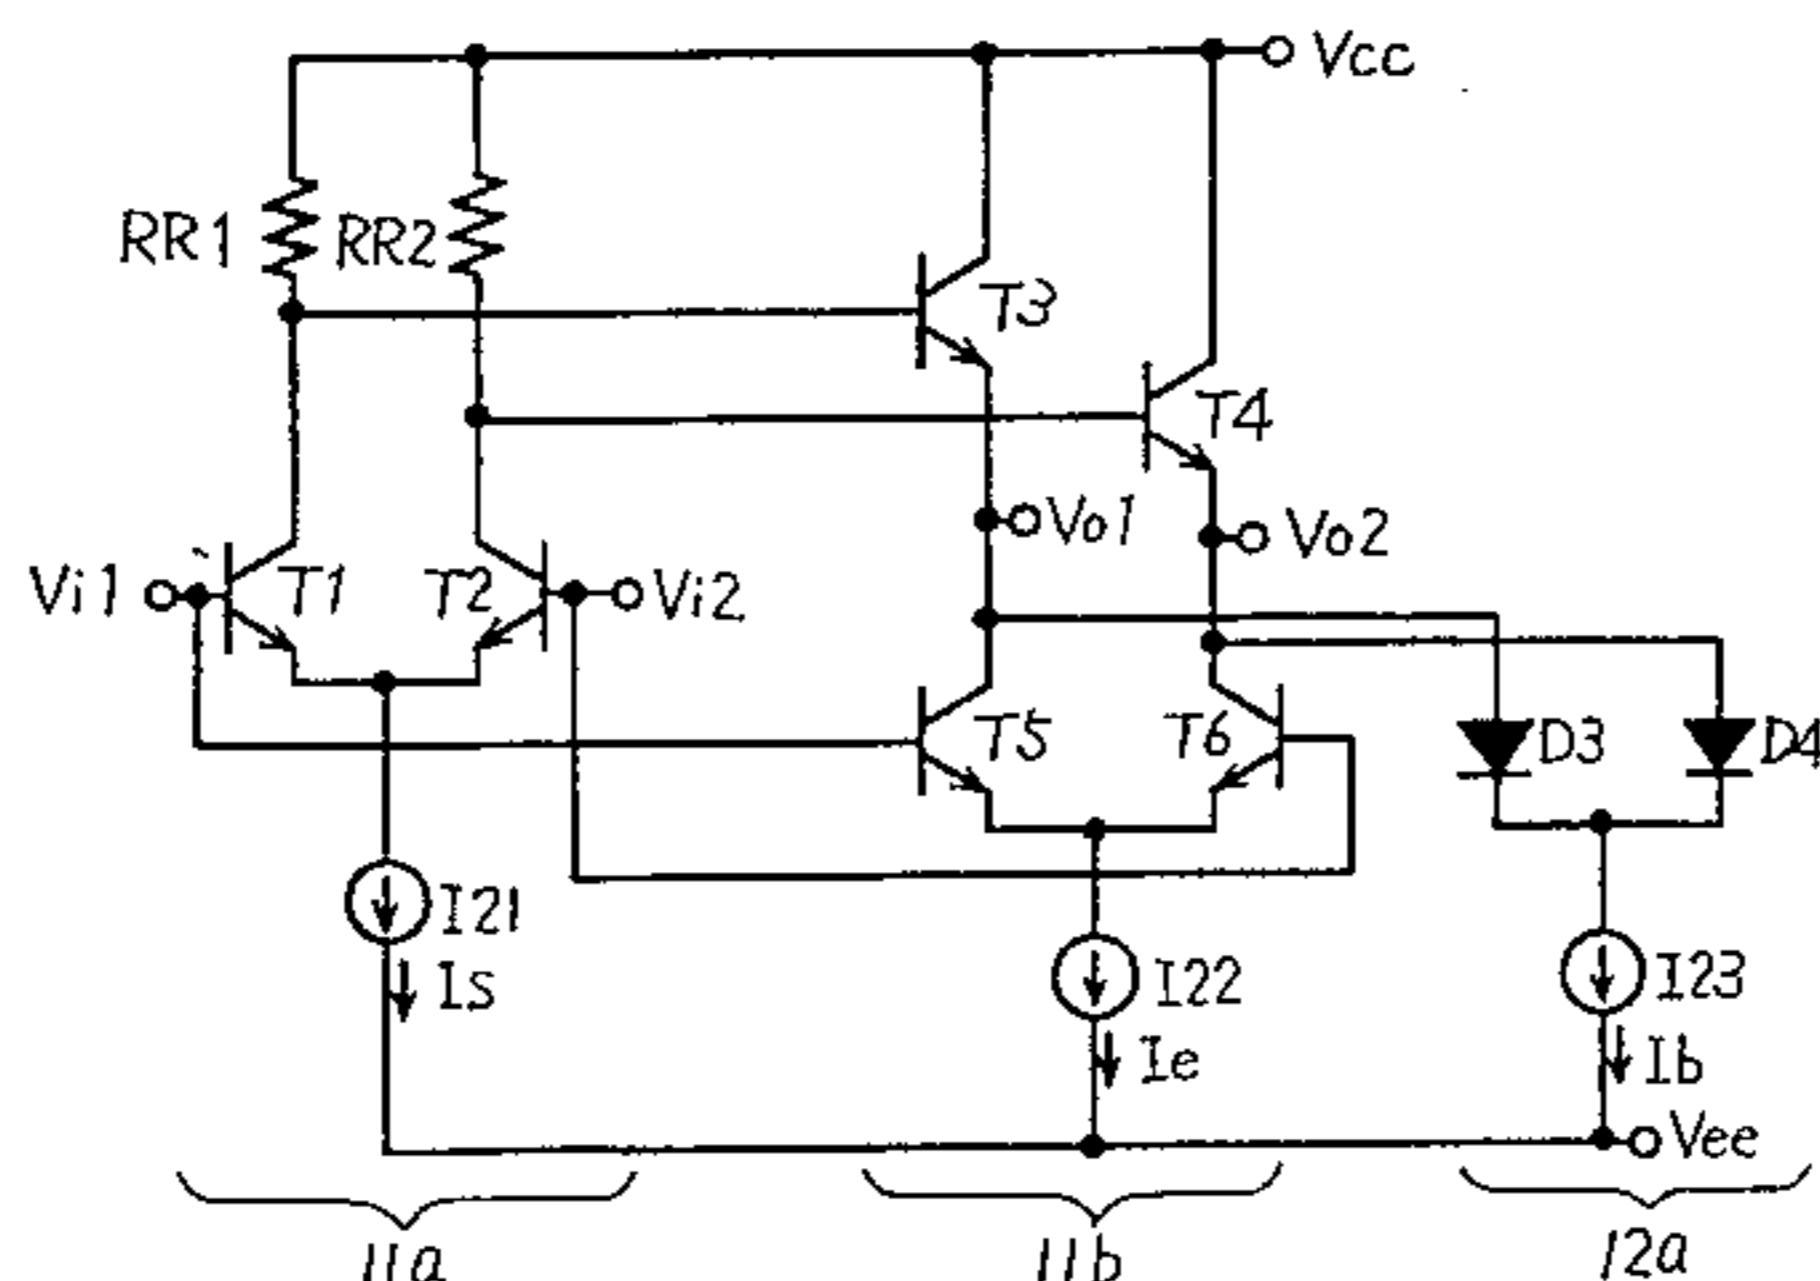 Vcc
RR1
RR2
T3
T4
Vo1
Vo2
Vi1
T1
T2
Vi2
T5
T6
D3
D4
I21
Is
I22
I23
Ie
Ib
Vee
11a
11b
12a